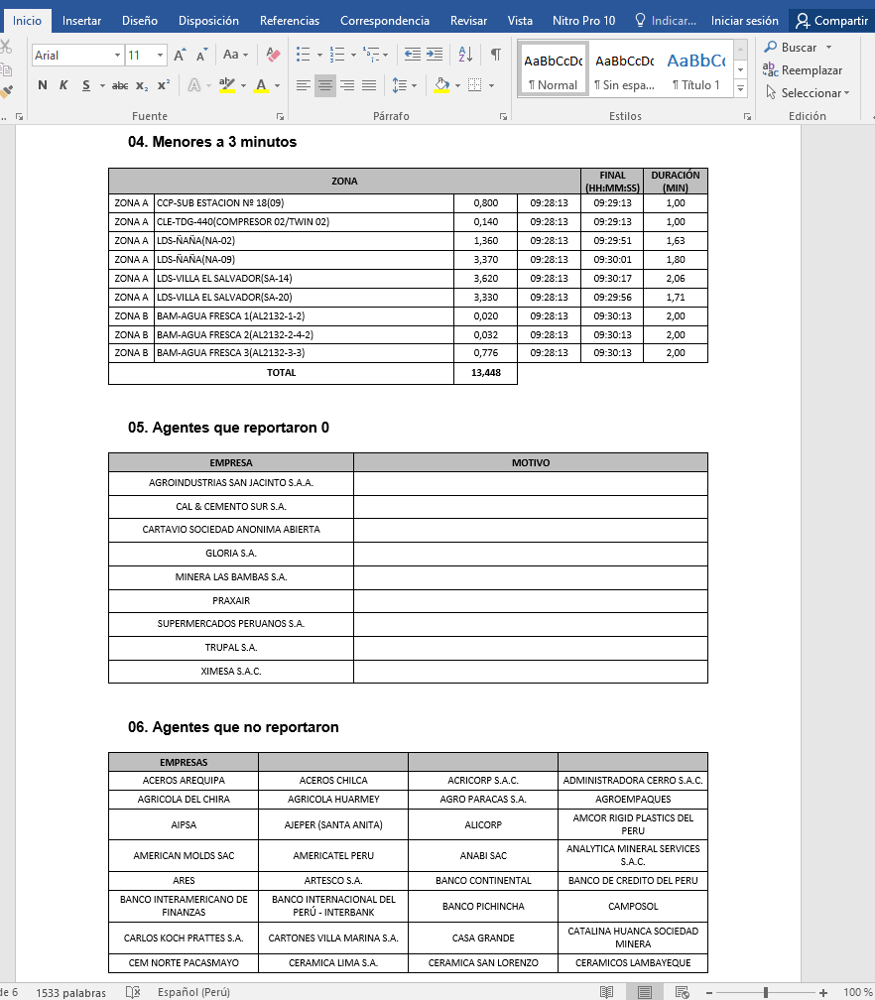 Inicio Insertar Diseño Disposición Referencias Correspondencia Revisar Vista Nitro Pro 10 Indicar... Iniciar sesión Compartir
Arial 11 A A Aa
AaBbCcDc AaBbCcDc AaBbCc
¶ Normal ¶ Sin espa... ¶ Título 1
Buscar
Reemplazar
Seleccionar
N K S abc x₂ x² A aby A
Fuente Párrafo Estilos Edición
04. Menores a 3 minutos
ZONA FINAL (HH:MM:SS) DURACIÓN (MIN)
ZONA A CCP-SUB ESTACION Nº 18(09) 0,800 09:28:13 09:29:13 1,00
ZONA A CLE-TDG-440(COMPRESOR 02/TWIN 02) 0,140 09:28:13 09:29:13 1,00
ZONA A LDS-ÑAÑA(NA-02) 1,360 09:28:13 09:29:51 1,63
ZONA A LDS-ÑAÑA(NA-09) 3,370 09:28:13 09:30:01 1,80
ZONA A LDS-VILLA EL SALVADOR(SA-14) 3,620 09:28:13 09:30:17 2,06
ZONA A LDS-VILLA EL SALVADOR(SA-20) 3,330 09:28:13 09:29:56 1,71
ZONA B BAM-AGUA FRESCA 1(AL2132-1-2) 0,020 09:28:13 09:30:13 2,00
ZONA B BAM-AGUA FRESCA 2(AL2132-2-4-2) 0,032 09:28:13 09:30:13 2,00
ZONA B BAM-AGUA FRESCA 3(AL2132-3-3) 0,776 09:28:13 09:30:13 2,00
TOTAL 13,448
05. Agentes que reportaron 0
EMPRESA MOTIVO
AGROINDUSTRIAS SAN JACINTO S.A.A.
CAL & CEMENTO SUR S.A.
CARTAVIO SOCIEDAD ANONIMA ABIERTA
GLORIA S.A.
MINERA LAS BAMBAS S.A.
PRAXAIR
SUPERMERCADOS PERUANOS S.A.
TRUPAL S.A.
XIMESA S.A.C.
06. Agentes que no reportaron
EMPRESAS
ACEROS AREQUIPA ACEROS CHILCA ACRICORP S.A.C. ADMINISTRADORA CERRO S.A.C.
AGRICOLA DEL CHIRA AGRICOLA HUARMEY AGRO PARACAS S.A. AGROEMPAQUES
AIPSA AJEPER (SANTA ANITA) ALICORP AMCOR RIGID PLASTICS DEL PERU
AMERICAN MOLDS SAC AMERICATEL PERU ANABI SAC ANALYTICA MINERAL SERVICES S.A.C.
ARES ARTESCO S.A. BANCO CONTINENTAL BANCO DE CREDITO DEL PERU
BANCO INTERAMERICANO DE FINANZAS BANCO INTERNACIONAL DEL PERÚ - INTERBANK BANCO PICHINCHA CAMPOSOL
CARLOS KOCH PRATTES S.A. CARTONES VILLA MARINA S.A. CASA GRANDE CATALINA HUANCA SOCIEDAD MINERA
CEM NORTE PACASMAYO CERAMICA LIMA S.A. CERAMICA SAN LORENZO CERAMICOS LAMBAYEQUE
de 6 1533 palabras Español (Perú) 100 %